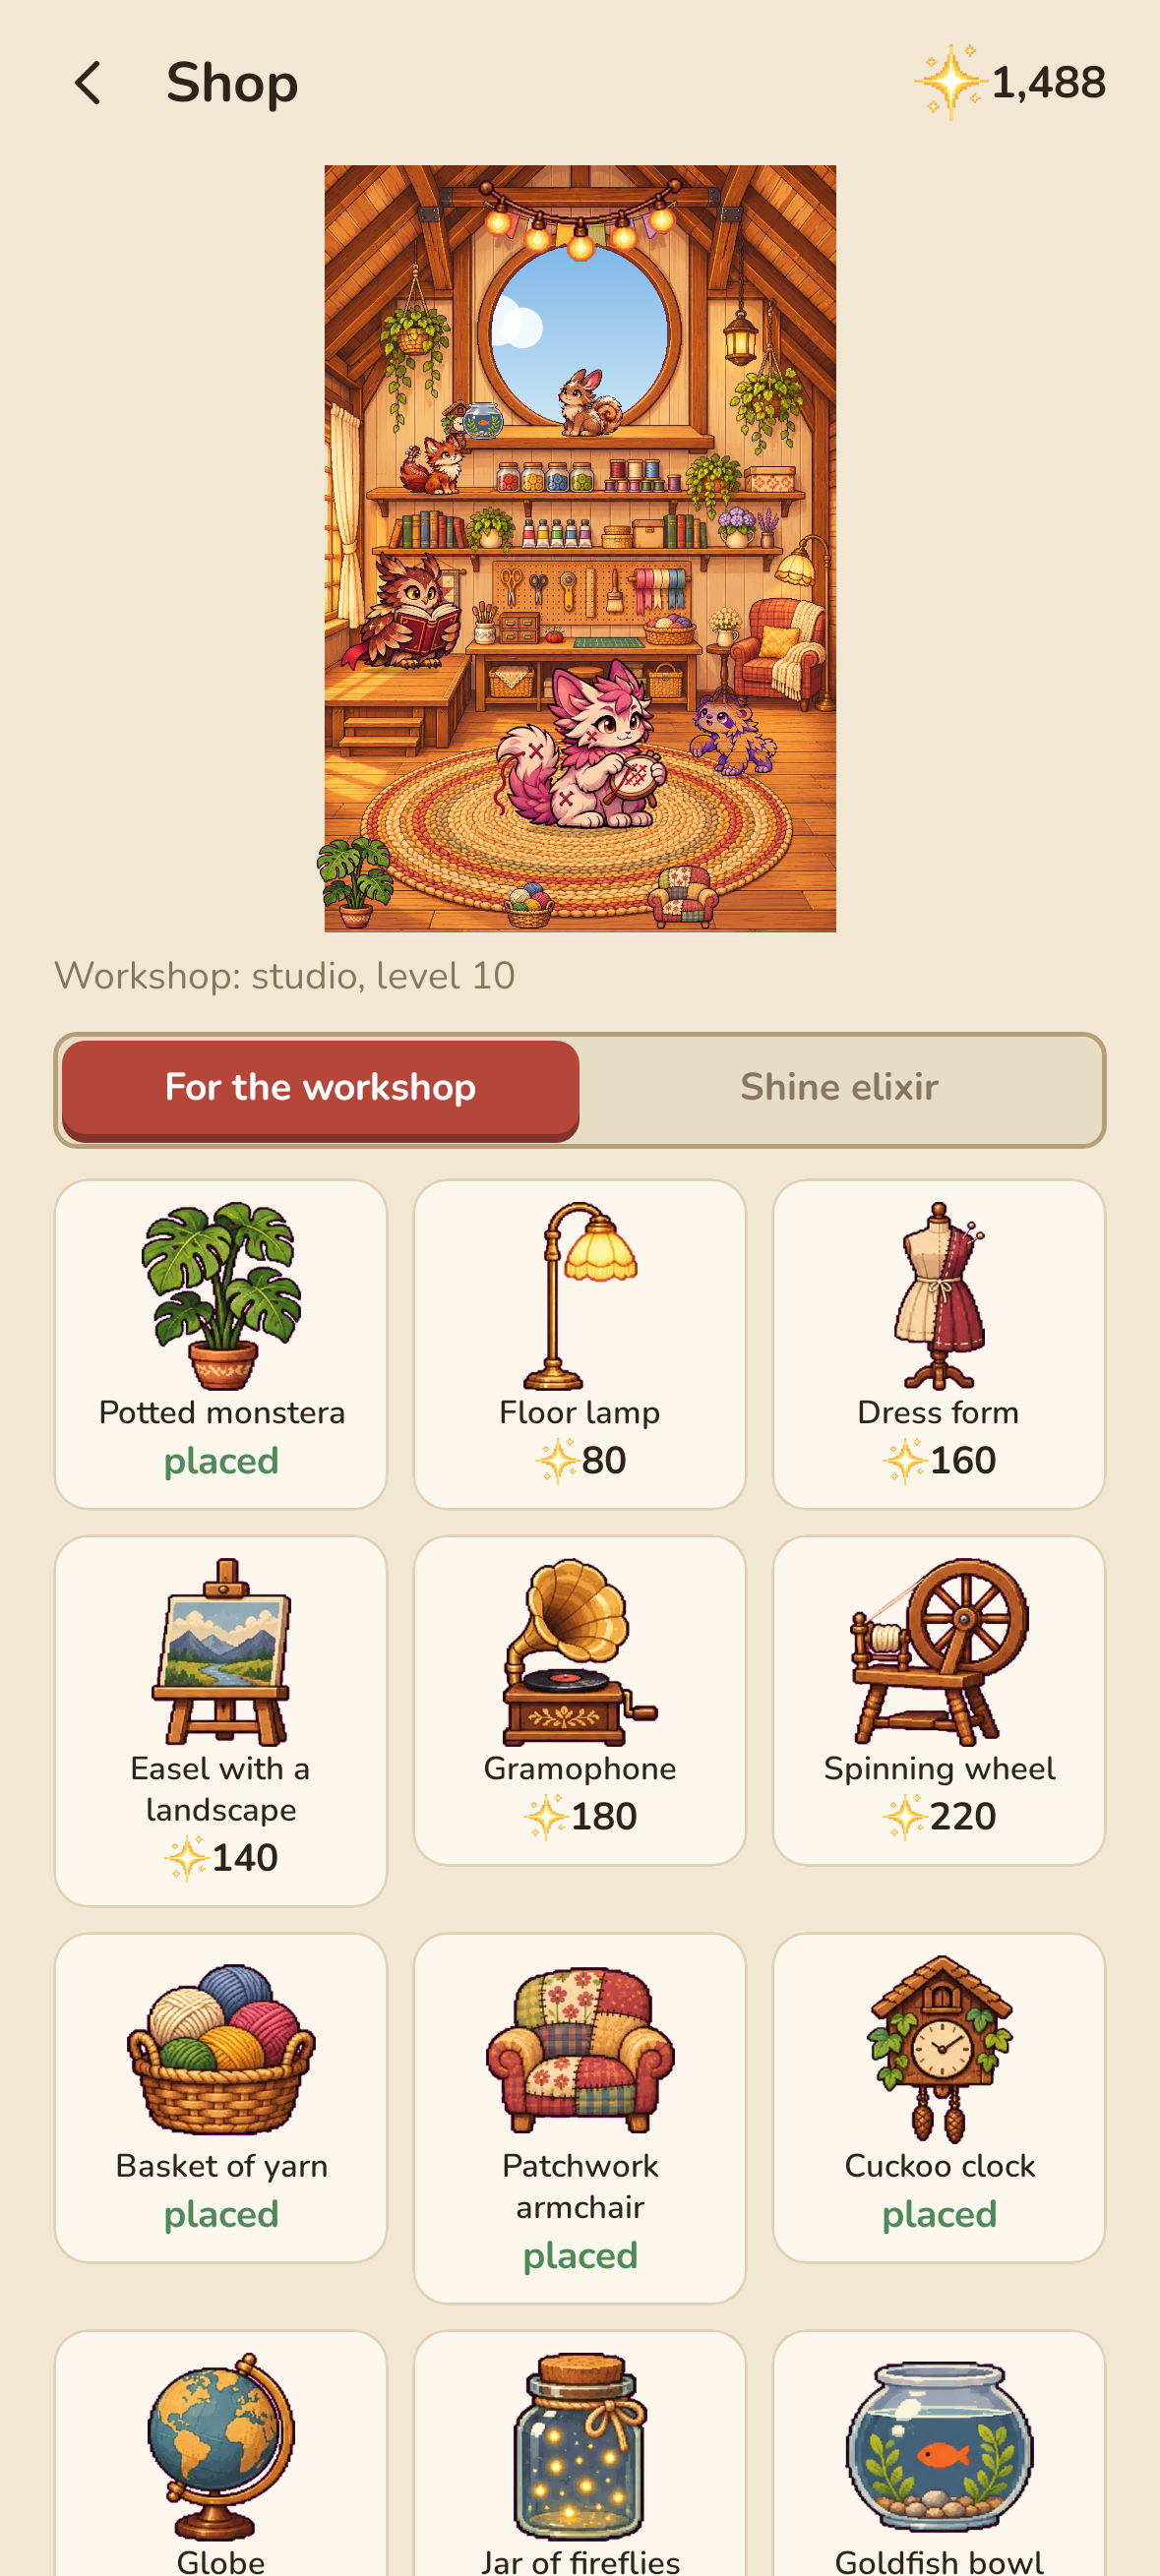 Shop
1,488
Workshop: studio, level 10
For the workshop
Shine elixir
Potted monstera
placed
Floor lamp
80
Dress form
160
Easel with a
landscape
140
Gramophone
180
Spinning wheel
220
Basket of yarn
placed
Patchwork
armchair
placed
Cuckoo clock
placed
Globe
Jar of fireflies
Goldfish bowl